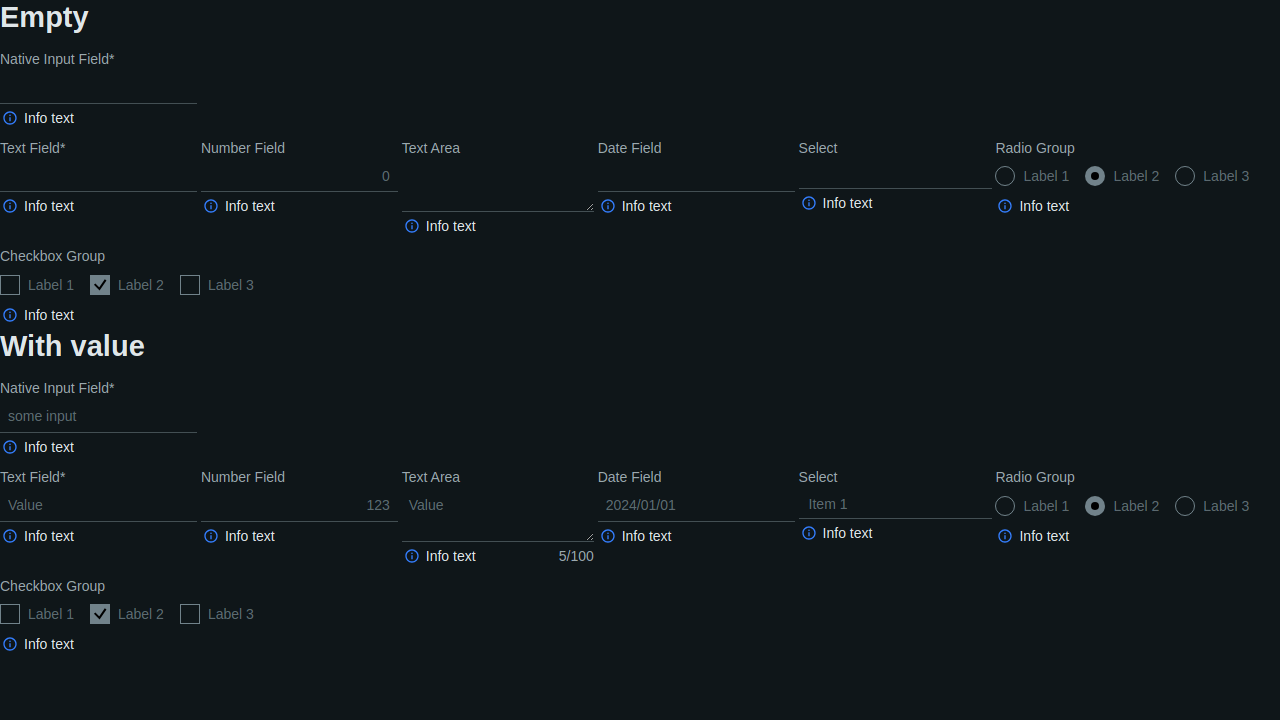 Empty
Native Input Field*
Info text
Text Field* Number Field Text Area Date Field Select Radio Group
0 Label 1 Label 2 Label 3
Info text Info text Info text Info text Info text Info text
Checkbox Group
Label 1 Label 2 Label 3
Info text
With value
Native Input Field*
some input
Info text
Text Field* Number Field Text Area Date Field Select Radio Group
Value 123 Value 2024/01/01 Item 1 Label 1 Label 2 Label 3
Info text Info text Info text 5/100 Info text Info text Info text
Checkbox Group
Label 1 Label 2 Label 3
Info text